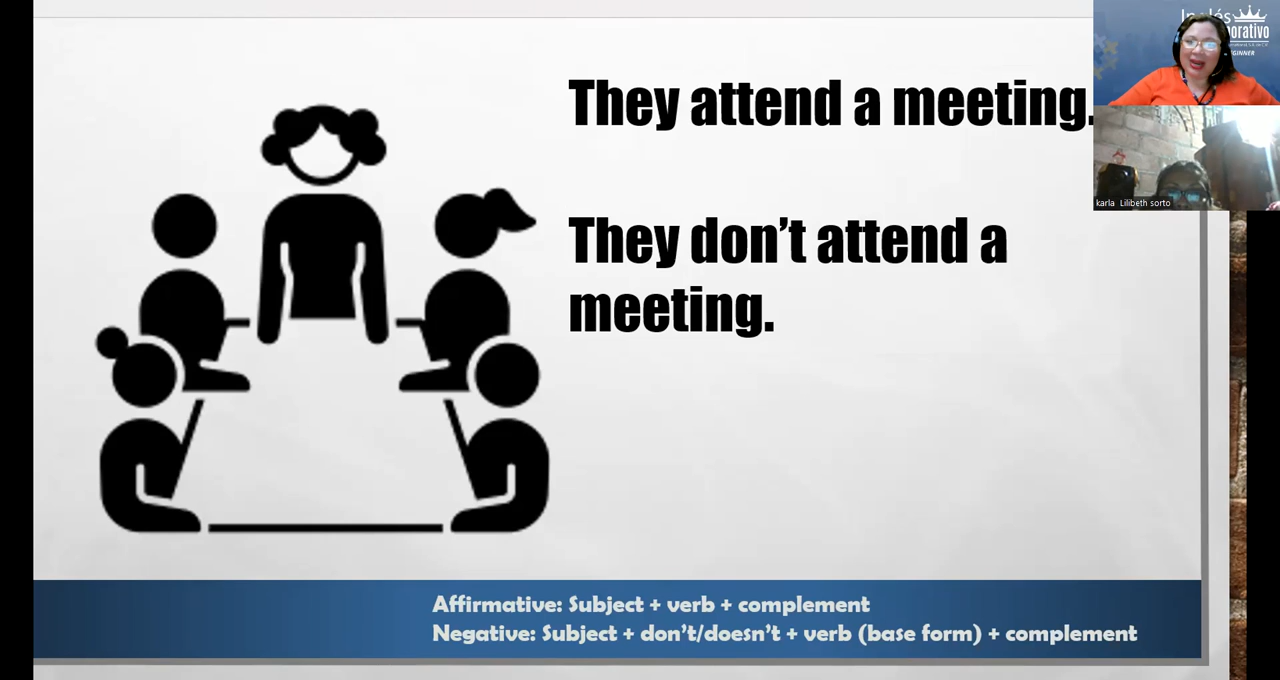 They attend a meeting.
They don't attend a
meeting.
Affirmative: Subject + verb + complement
Negative: Subject + don't/doesn't + verb (base form) + complement
karla Lilibeth sorto